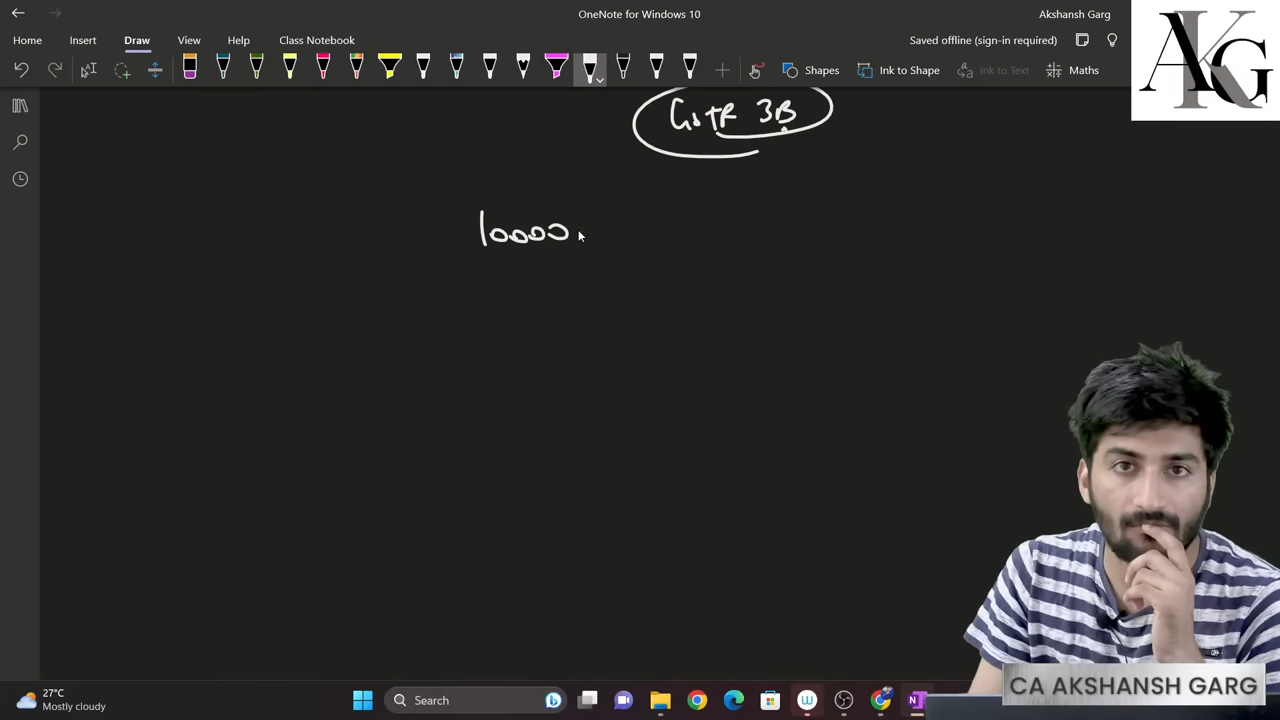 OneNote for Windows 10
Akshansh Garg
Home Insert Draw View Help Class Notebook
Saved offline (sign-in required)
Shapes Ink to Shape Ink to Text Maths
AKG
GSTR 3B
10000
CA AKSHANSH GARG
27°C
Mostly cloudy
Search